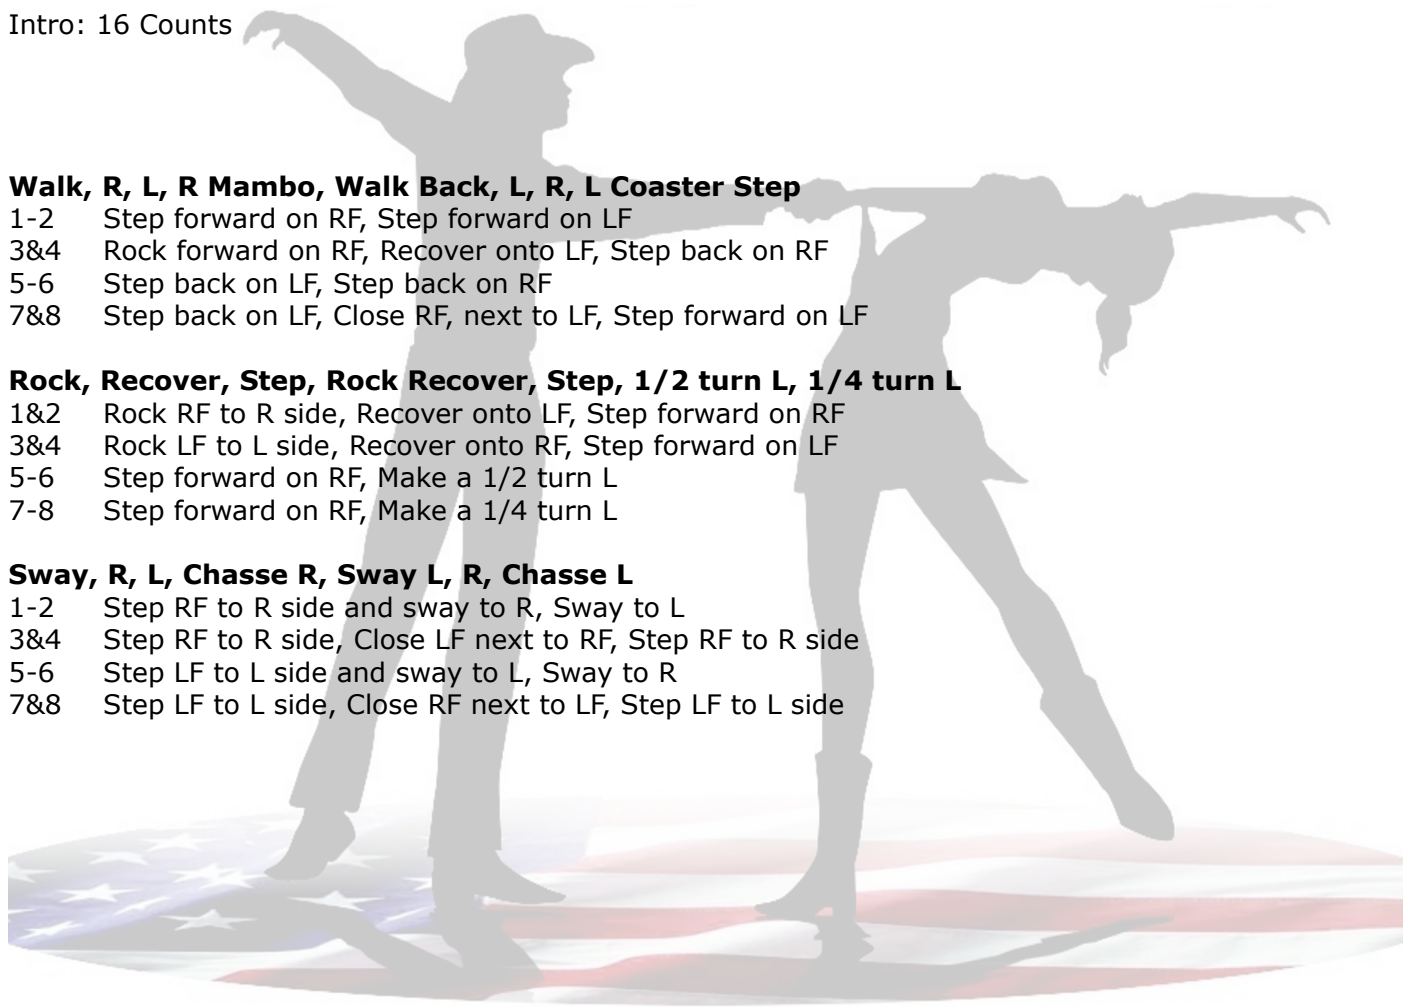 Intro: 16 Counts
Walk, R, L, R Mambo, Walk Back, L, R, L Coaster Step
1-2 Step forward on RF, Step forward on LF
3&4 Rock forward on RF, Recover onto LF, Step back on RF
5-6 Step back on LF, Step back on RF
7&8 Step back on LF, Close RF, next to LF, Step forward on LF
Rock, Recover, Step, Rock Recover, Step, 1/2 turn L, 1/4 turn L
1&2 Rock RF to R side, Recover onto LF, Step forward on RF
3&4 Rock LF to L side, Recover onto RF, Step forward on LF
5-6 Step forward on RF, Make a 1/2 turn L
7-8 Step forward on RF, Make a 1/4 turn L
Sway, R, L, Chasse R, Sway L, R, Chasse L
1-2 Step RF to R side and sway to R, Sway to L
3&4 Step RF to R side, Close LF next to RF, Step RF to R side
5-6 Step LF to L side and sway to L, Sway to R
7&8 Step LF to L side, Close RF next to LF, Step LF to L side